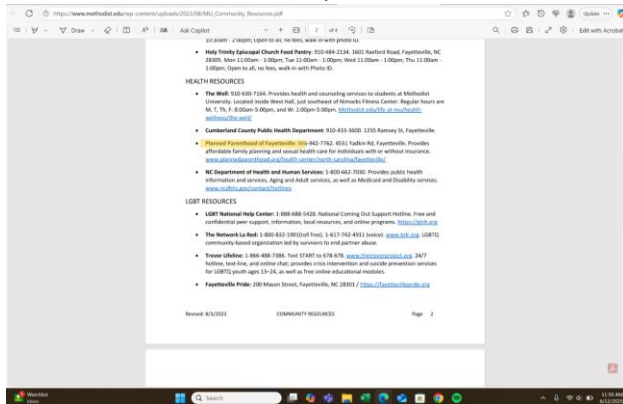 https://www.methodist.edu/wp-content/uploads/2023/08/MU_Community_Resources.pdf
Update
Draw
Ask Copilot
2 of 4
Edit with Acrobat
10:30am - 2:00pm; Open to all, no fees, walk-in with photo ID.
• Holy Trinity Episcopal Church Food Pantry: 910-484-2134. 1601 Raeford Road, Fayetteville, NC
28305. Mon 11:00am - 1:00pm; Tue 11:00am - 1:00pm; Wed 11:00am - 1:00pm; Thu 11:00am -
1:00pm; Open to all, no fees, walk-in with Photo ID.
HEALTH RESOURCES
• The Well: 910-630-7164. Provides health and counseling services to students at Methodist
University. Located inside West Hall, just southeast of Nimocks Fitness Center. Regular hours are
M, T, Th, F: 8:00am-5:00pm, and W: 1:00pm-5:00pm. Methodist.edu/life-at-mu/health-
wellness/the-well/
• Cumberland County Public Health Department: 910-433-3600. 1235 Ramsey St, Fayetteville.
• Planned Parenthood of Fayetteville: 866-942-7762. 4551 Yadkin Rd, Fayetteville, Provides
affordable family planning and sexual health care for individuals with or without insurance.
www.plannedparenthood.org/health-center/north-carolina/fayetteville/
• NC Department of Health and Human Services: 1-800-662-7030. Provides public health
information and services, Aging and Adult services, as well as Medicaid and Disability services.
www.ncdhhs.gov/contact/hotlines
LGBT RESOURCES
• LGBT National Help Center: 1-888-688-5428. National Coming Out Support Hotline. Free and
confidential peer support, information, local resources, and online programs. https://glnh.org
• The Network La Red: 1-800-832-1901(toll free), 1-617-742-4911 (voice). www.tnlr.org. LGBTQ
community-based organization led by survivors to end partner abuse.
• Trevor Lifeline: 1-866-488-7386. Text START to 678-678. www.thetrevorproject.org. 24/7
hotline, text-line, and online chat; provides crisis intervention and suicide prevention services
for LGBTQ youth ages 13–24, as well as free online educational modules.
• Fayetteville Pride: 200 Mason Street, Fayetteville, NC 28301 / https://fayettevillepride.org
Revised: 8/3/2023 COMMUNITY RESOURCES Page 2
Watchlist
Search
11:55 AM
6/12/2025